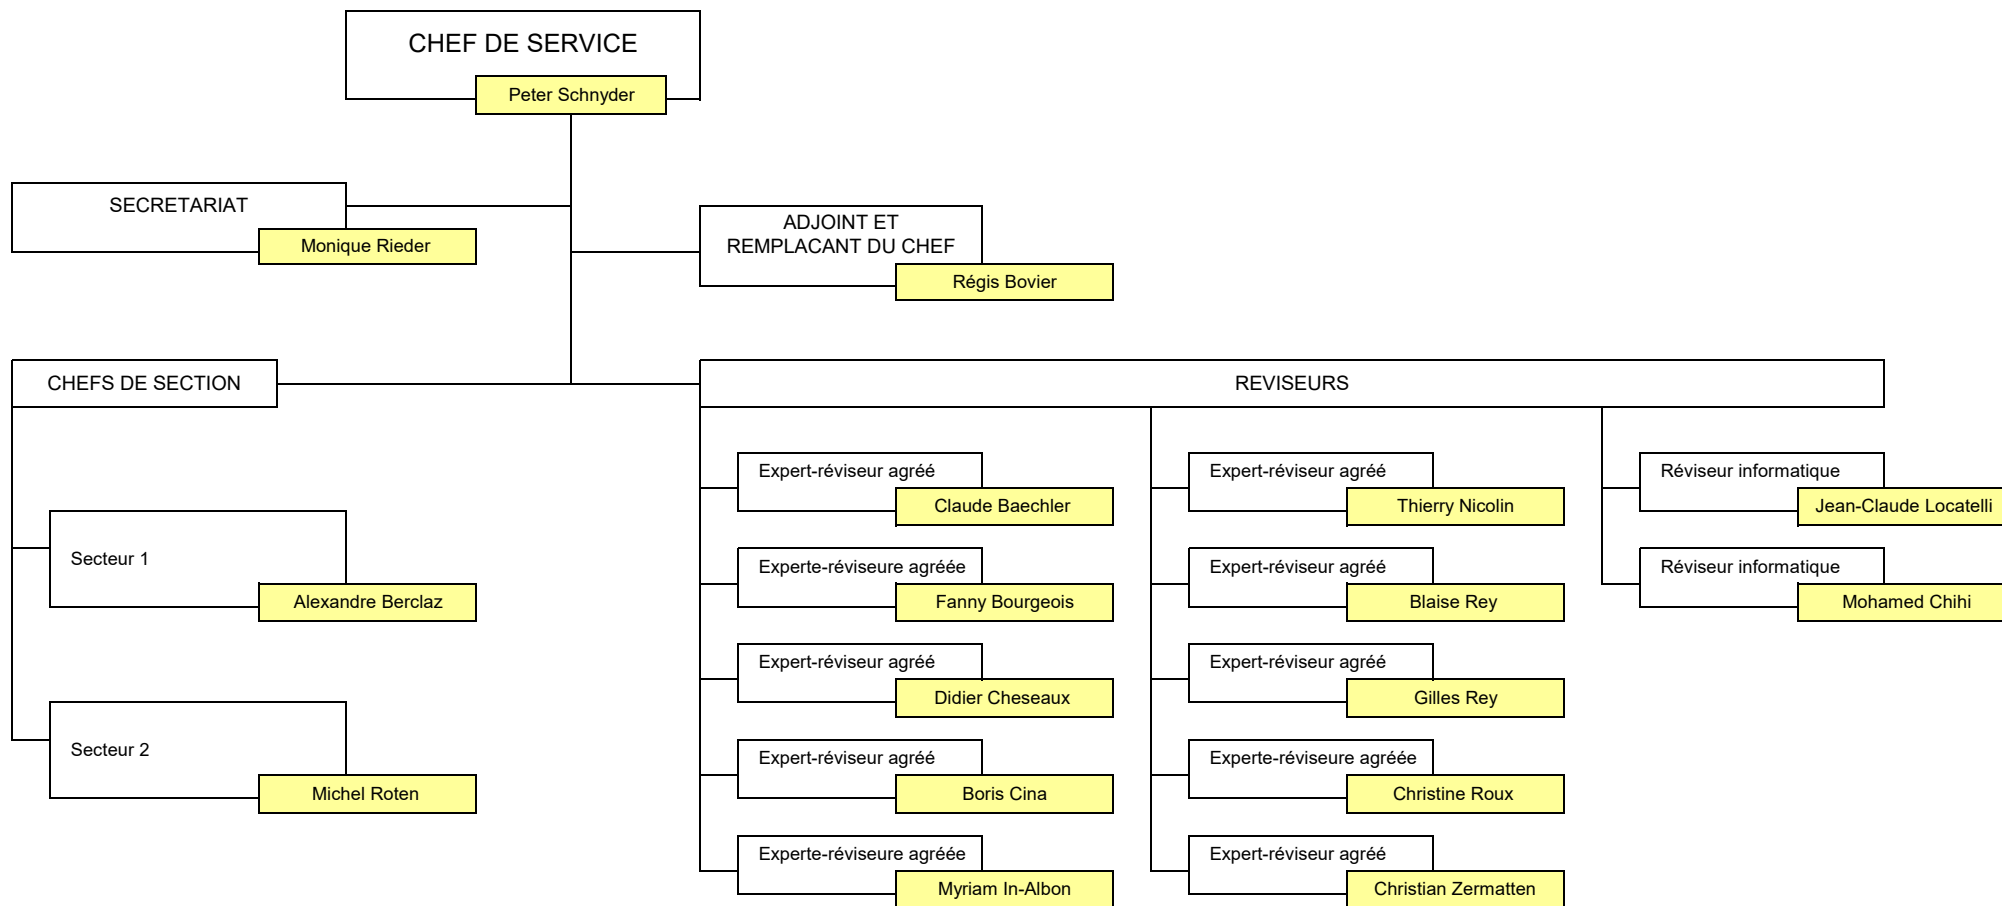 CHEF DE SERVICE
Peter Schnyder
SECRETARIAT
Monique Rieder
ADJOINT ET
REMPLACANT DU CHEF
Régis Bovier
CHEFS DE SECTION
Secteur 1
Alexandre Berclaz
Secteur 2
Michel Roten
REVISEURS
Expert-réviseur agréé
Claude Baechler
Experte-réviseure agréée
Fanny Bourgeois
Expert-réviseur agréé
Didier Cheseaux
Expert-réviseur agréé
Boris Cina
Experte-réviseure agréée
Myriam In-Albon
Expert-réviseur agréé
Thierry Nicolin
Expert-réviseur agréé
Blaise Rey
Expert-réviseur agréé
Gilles Rey
Experte-réviseure agréée
Christine Roux
Expert-réviseur agréé
Christian Zermatten
Réviseur informatique
Jean-Claude Locatelli
Réviseur informatique
Mohamed Chihi